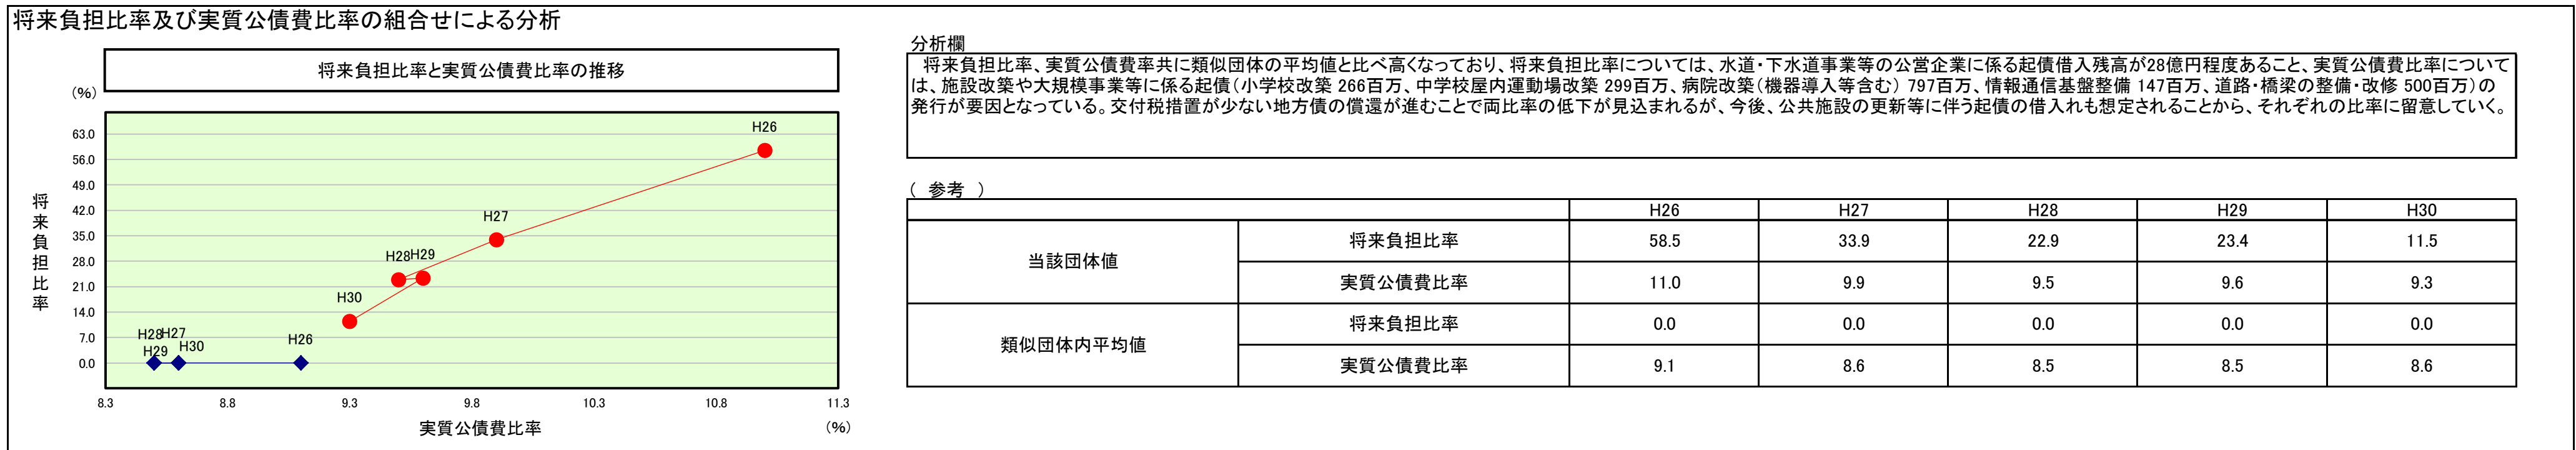 将来負担比率及び実質公債費比率の組合せによる分析
将来負担比率と実質公債費比率の推移
(%)
63.0
56.0
49.0
42.0
35.0
28.0
21.0
14.0
7.0
0.0
将来負担比率
H26
H27
H28
H29
H30
H28
H27
H29
H30
H26
8.3
8.8
9.3
9.8
10.3
10.8
11.3
実質公債費比率
(%)
分析欄
将来負担比率、実質公債費率共に類似団体の平均値と比べ高くなっており、将来負担比率については、水道・下水道事業等の公営企業に係る起債借入残高が28億円程度あること、実質公債費比率について
は、施設改築や大規模事業等に係る起債（小学校改築 266百万、中学校屋内運動場改築 299百万、病院改築（機器導入等含む） 797百万、情報通信基盤整備 147百万、道路・橋梁の整備・改修 500百万）の
発行が要因となっている。交付税措置が少ない地方債の償還が進むことで両比率の低下が見込まれるが、今後、公共施設の更新等に伴う起債の借入れも想定されることから、それぞれの比率に留意していく。
（ 参考 ）
H26 H27 H28 H29 H30
当該団体値
将来負担比率 58.5 33.9 22.9 23.4 11.5
実質公債費比率 11.0 9.9 9.5 9.6 9.3
類似団体内平均値
将来負担比率 0.0 0.0 0.0 0.0 0.0
実質公債費比率 9.1 8.6 8.5 8.5 8.6